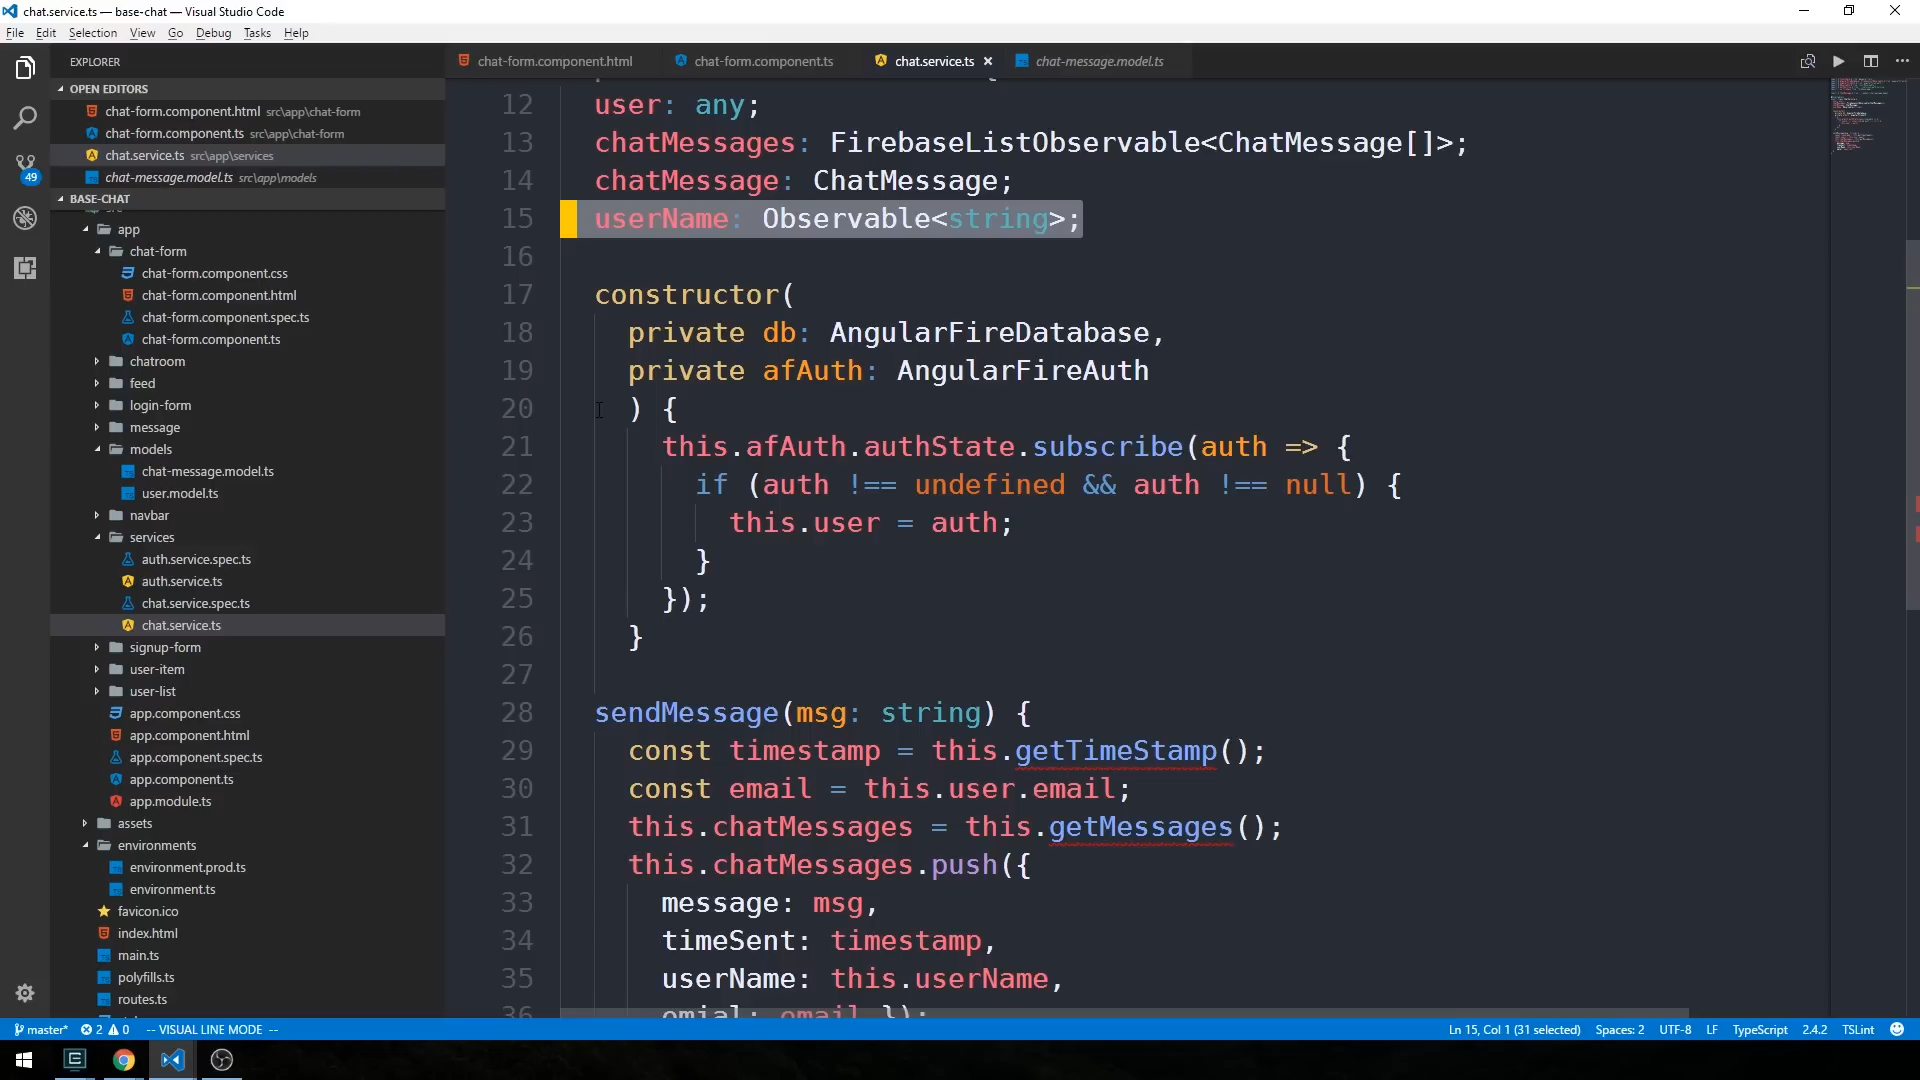 chat.service.ts — base-chat — Visual Studio Code
File Edit Selection View Go Debug Tasks Help
EXPLORER
OPEN EDITORS
chat-form.component.html src\app\chat-form
chat-form.component.ts src\app\chat-form
chat.service.ts src\app\services
chat-message.model.ts src\app\models
BASE-CHAT
app
chat-form
chat-form.component.css
chat-form.component.html
chat-form.component.spec.ts
chat-form.component.ts
chatroom
feed
login-form
message
models
chat-message.model.ts
user.model.ts
navbar
services
auth.service.spec.ts
auth.service.ts
chat.service.spec.ts
chat.service.ts
signup-form
user-item
user-list
app.component.css
app.component.html
app.component.spec.ts
app.component.ts
app.module.ts
assets
environments
environment.prod.ts
environment.ts
favicon.ico
index.html
main.ts
polyfills.ts
routes.ts
49
chat-form.component.html chat-form.component.ts chat.service.ts chat-message.model.ts
12 user: any;
13 chatMessages: FirebaseListObservable<ChatMessage[]>;
14 chatMessage: ChatMessage;
15 userName: Observable<string>;
16
17 constructor(
18 private db: AngularFireDatabase,
19 private afAuth: AngularFireAuth
20 ) {
21 this.afAuth.authState.subscribe(auth => {
22 if (auth !== undefined && auth !== null) {
23 this.user = auth;
24 }
25 });
26 }
27
28 sendMessage(msg: string) {
29 const timestamp = this.getTimeStamp();
30 const email = this.user.email;
31 this.chatMessages = this.getMessages();
32 this.chatMessages.push({
33 message: msg,
34 timeSent: timestamp,
35 userName: this.userName,
36 emial: email });
master* 2 0 -- VISUAL LINE MODE -- Ln 15, Col 1 (31 selected) Spaces: 2 UTF-8 LF TypeScript 2.4.2 TSLint